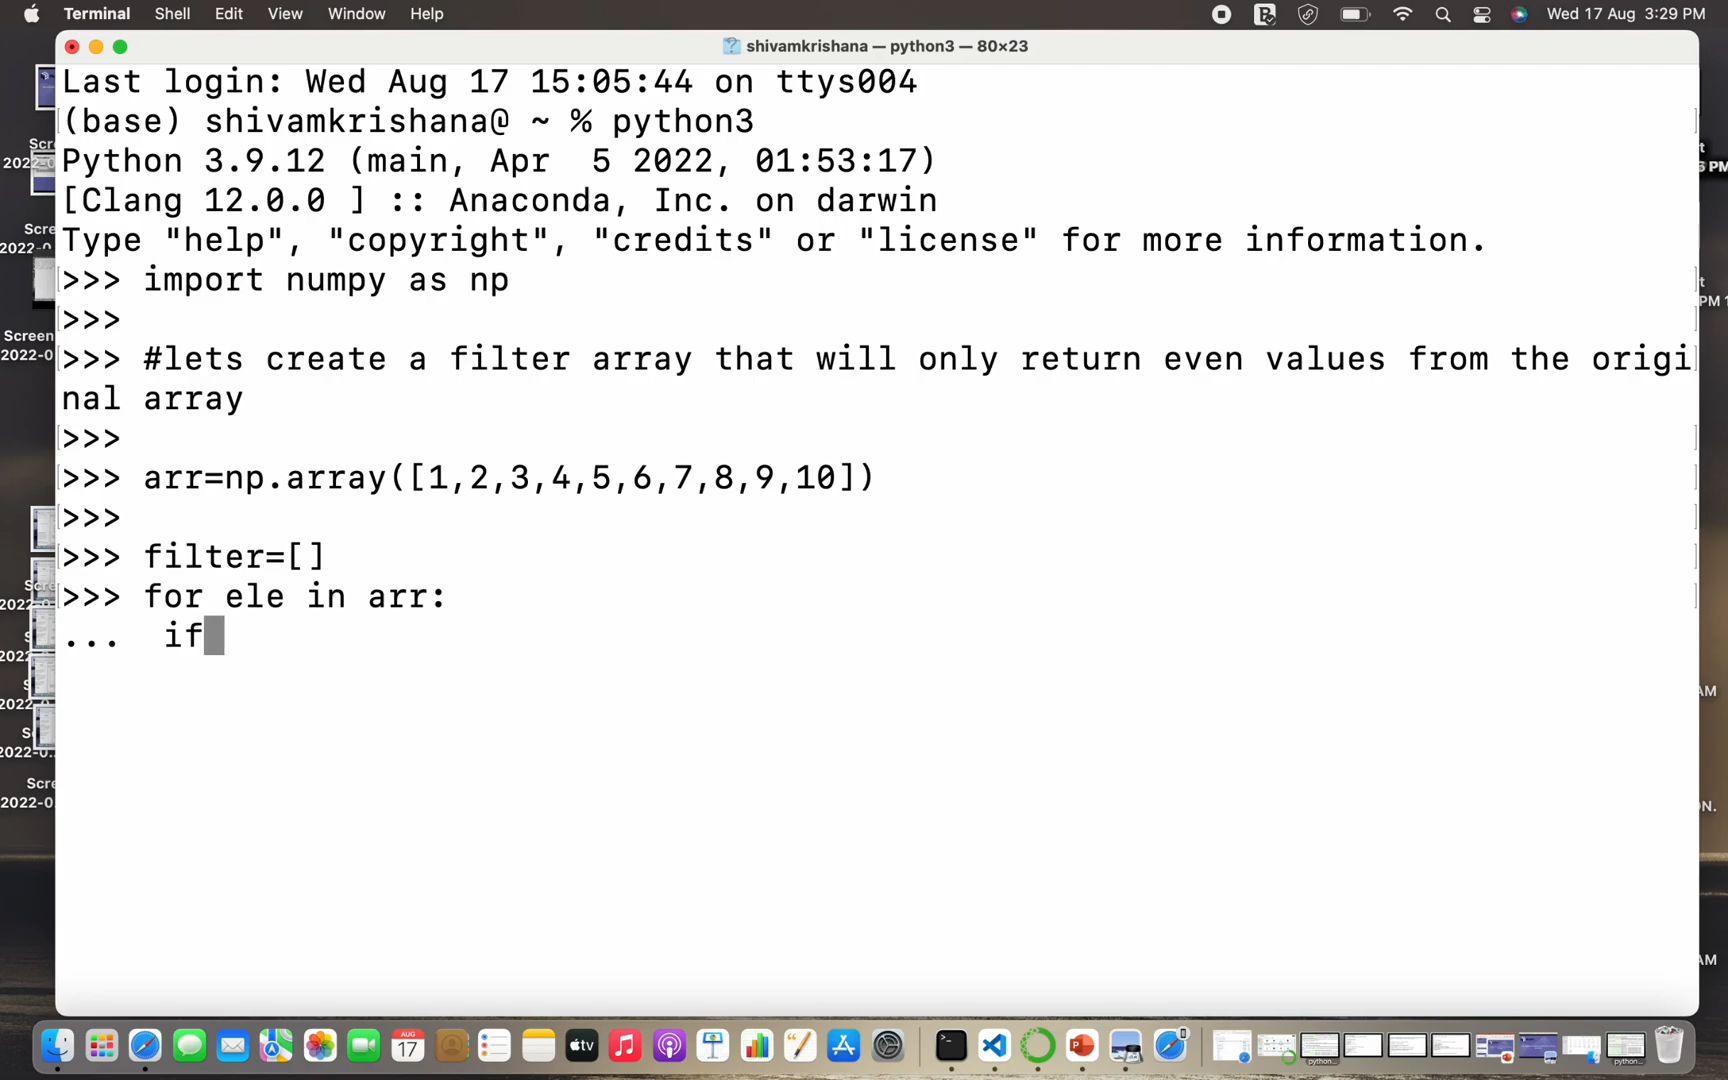 Terminal Shell Edit View Window Help Wed 17 Aug 3:29 PM
shivamkrishana — python3 — 80×23
Last login: Wed Aug 17 15:05:44 on ttys004
(base) shivamkrishana@ ~ % python3
Python 3.9.12 (main, Apr  5 2022, 01:53:17)
[Clang 12.0.0 ] :: Anaconda, Inc. on darwin
Type "help", "copyright", "credits" or "license" for more information.
>>> import numpy as np
>>>
>>> #lets create a filter array that will only return even values from the origi
nal array
>>>
>>> arr=np.array([1,2,3,4,5,6,7,8,9,10])
>>>
>>> filter=[]
>>> for ele in arr:
...  if
AUG
17
tv